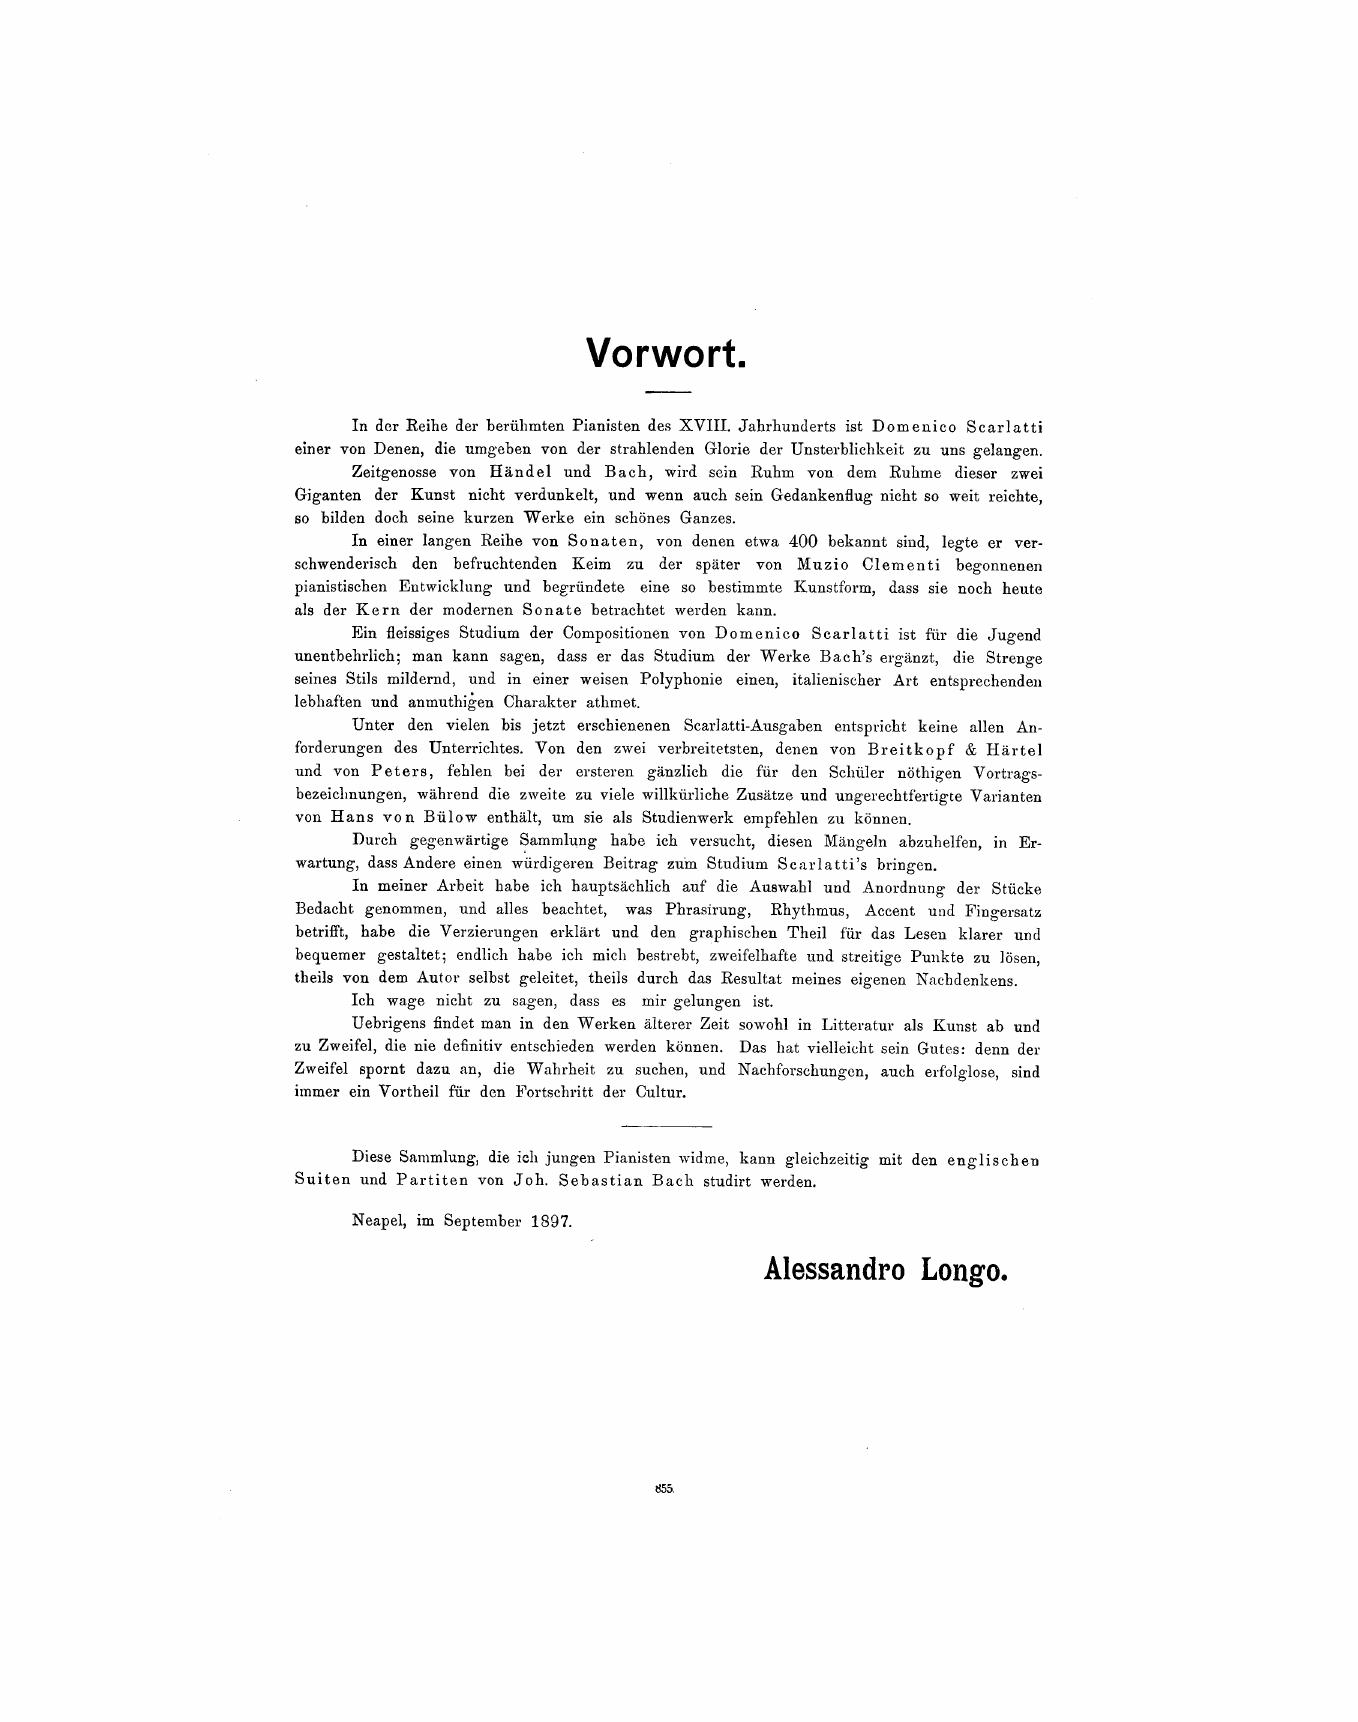 Vorwort.
In der Reihe der berühmten Pianisten des XVIII. Jahrhunderts ist Domenico Scarlatti
einer von Denen, die umgeben von der strahlenden Glorie der Unsterblichkeit zu uns gelangen.
Zeitgenosse von Händel und Bach, wird sein Ruhm von dem Ruhme dieser zwei
Giganten der Kunst nicht verdunkelt, und wenn auch sein Gedankenflug nicht so weit reichte,
so bilden doch seine kurzen Werke ein schönes Ganzes.
In einer langen Reihe von Sonaten, von denen etwa 400 bekannt sind, legte er ver-
schwenderisch den befruchtenden Keim zu der später von Muzio Clementi begonnenen
pianistischen Entwicklung und begründete eine so bestimmte Kunstform, dass sie noch heute
als der Kern der modernen Sonate betrachtet werden kann.
Ein fleissiges Studium der Compositionen von Domenico Scarlatti ist für die Jugend
unentbehrlich; man kann sagen, dass er das Studium der Werke Bach's ergänzt, die Strenge
seines Stils mildernd, und in einer weisen Polyphonie einen, italienischer Art entsprechenden
lebhaften und anmuthigen Charakter athmet.
Unter den vielen bis jetzt erschienenen Scarlatti-Ausgaben entspricht keine allen An-
forderungen des Unterrichtes. Von den zwei verbreitetsten, denen von Breitkopf & Härtel
und von Peters, fehlen bei der ersteren gänzlich die für den Schüler nöthigen Vortrags-
bezeichnungen, während die zweite zu viele willkürliche Zusätze und ungerechtfertigte Varianten
von Hans von Bülow enthält, um sie als Studienwerk empfehlen zu können.
Durch gegenwärtige Sammlung habe ich versucht, diesen Mängeln abzuhelfen, in Er-
wartung, dass Andere einen würdigeren Beitrag zum Studium Scarlatti's bringen.
In meiner Arbeit habe ich hauptsächlich auf die Auswahl und Anordnung der Stücke
Bedacht genommen, und alles beachtet, was Phrasirung, Rhythmus, Accent und Fingersatz
betrifft, habe die Verzierungen erklärt und den graphischen Theil für das Lesen klarer und
bequemer gestaltet; endlich habe ich mich bestrebt, zweifelhafte und streitige Punkte zu lösen,
theils von dem Autor selbst geleitet, theils durch das Resultat meines eigenen Nachdenkens.
Ich wage nicht zu sagen, dass es mir gelungen ist.
Uebrigens findet man in den Werken älterer Zeit sowohl in Litteratur als Kunst ab und
zu Zweifel, die nie definitiv entschieden werden können. Das hat vielleicht sein Gutes: denn der
Zweifel spornt dazu an, die Wahrheit zu suchen, und Nachforschungen, auch erfolglose, sind
immer ein Vortheil für den Fortschritt der Cultur.
Diese Sammlung, die ich jungen Pianisten widme, kann gleichzeitig mit den englischen
Suiten und Partiten von Joh. Sebastian Bach studirt werden.
Neapel, im September 1897.
Alessandro Longo.
855.